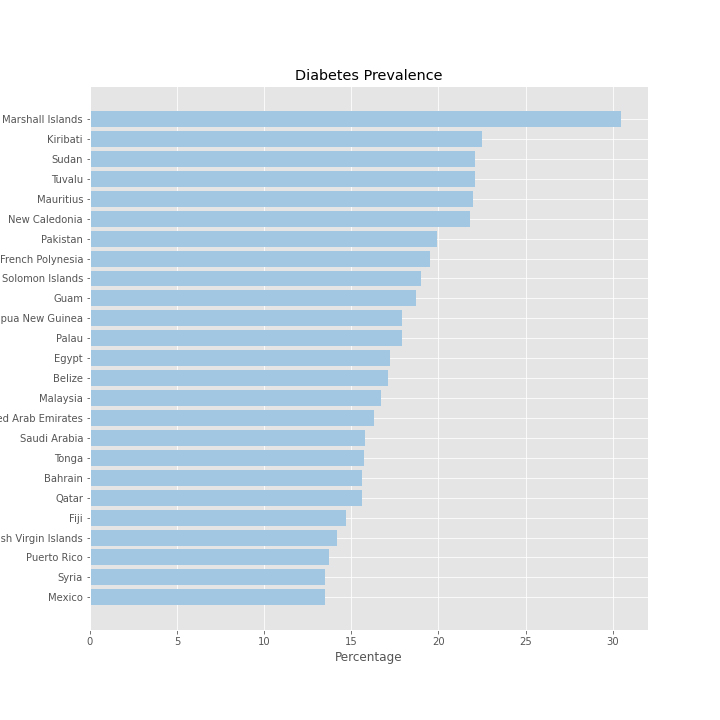 Diabetes Prevalence
Marshall Islands
Kiribati
Sudan
Tuvalu
Mauritius
New Caledonia
Pakistan
French Polynesia
Solomon Islands
Guam
pua New Guinea
Palau
Egypt
Belize
Malaysia
ed Arab Emirates
Saudi Arabia
Tonga
Bahrain
Qatar
Fiji
sh Virgin Islands
Puerto Rico
Syria
Mexico
0 5 10 15 20 25 30
Percentage